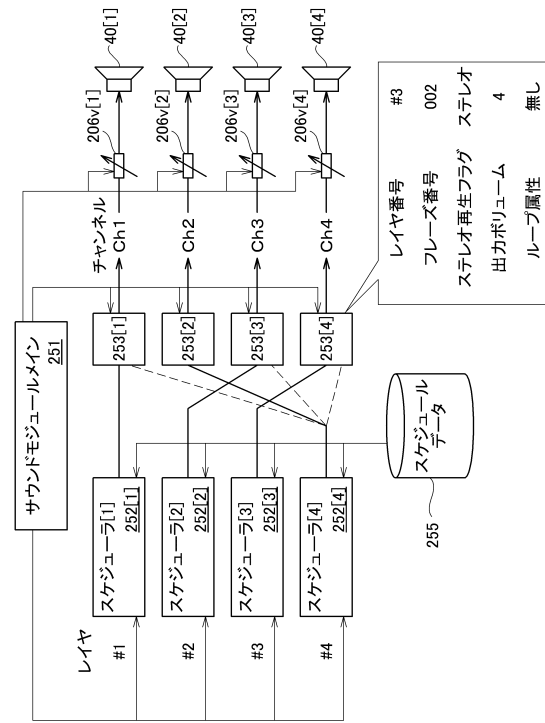 サウンドモジュールメイン
251
レイヤ
#1
#2
#3
#4
スケジューラ[1]
252[1]
スケジューラ[2]
252[2]
スケジューラ[3]
252[3]
スケジューラ[4]
252[4]
スケジュール
データ
255
253[1]
253[2]
253[3]
253[4]
チャンネル
Ch1
Ch2
Ch3
Ch4
206v[1]
206v[2]
206v[3]
206v[4]
40[1]
40[2]
40[3]
40[4]
レイヤ番号 #3
フレーズ番号 002
ステレオ再生フラグ ステレオ
出力ボリューム 4
ループ属性 無し